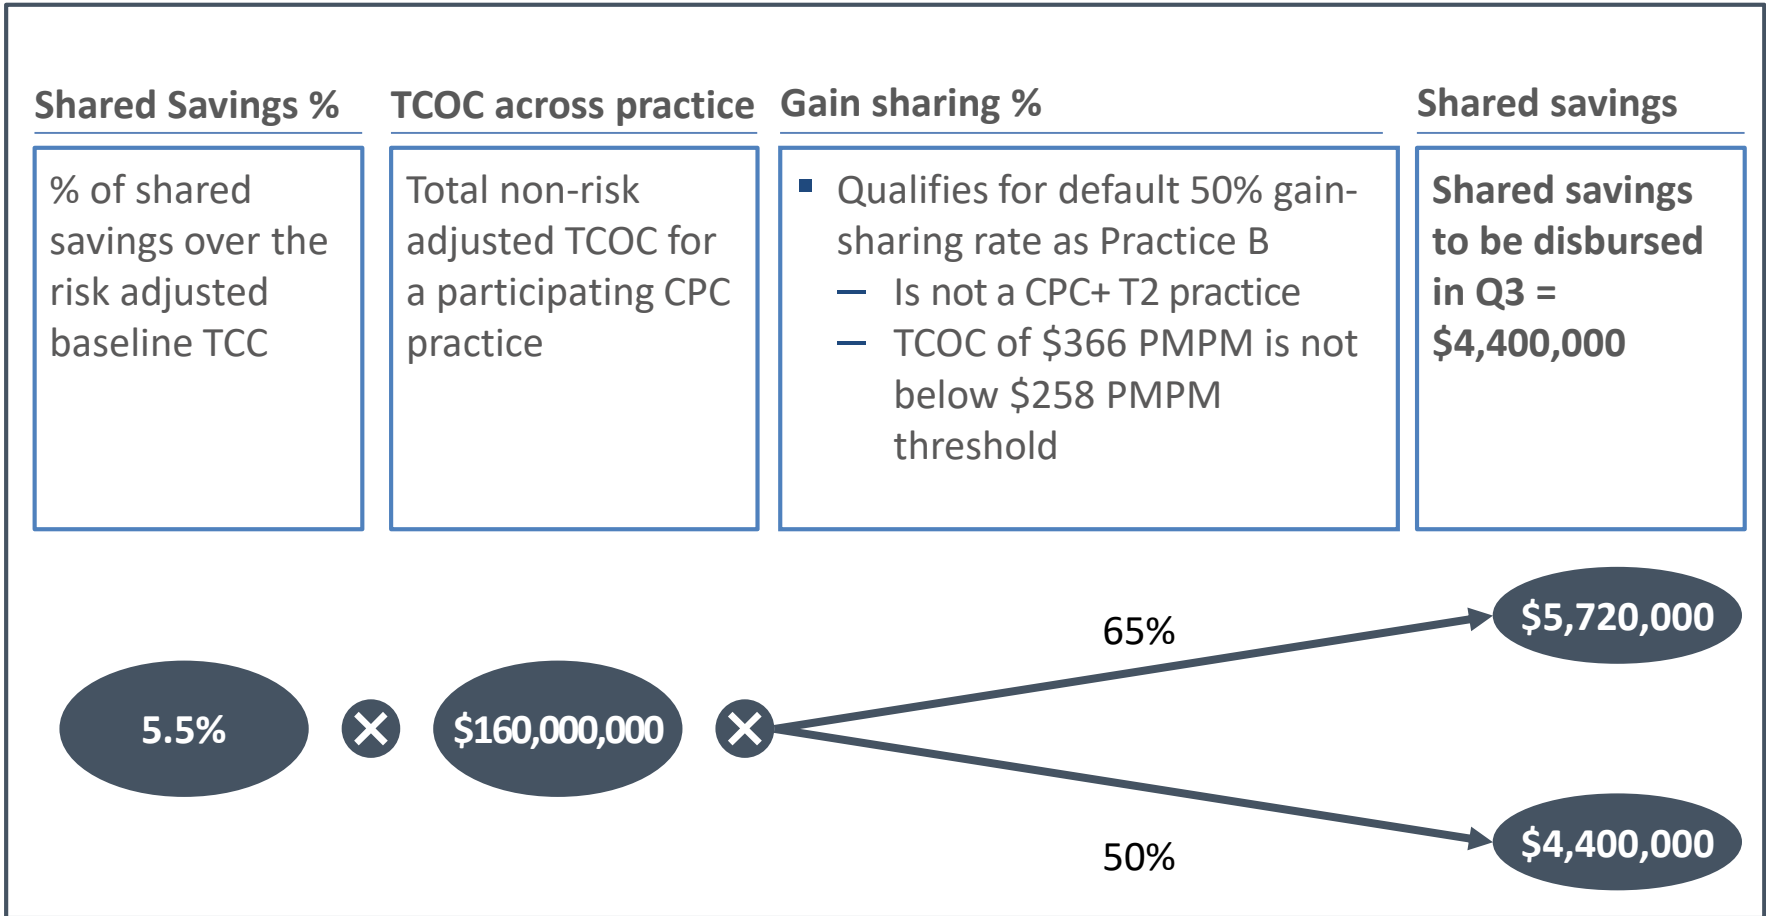 Shared Savings %
% of shared
savings over the
risk adjusted
baseline TCC
TCOC across practice
Total non-risk
adjusted TCOC for
a participating CPC
practice
Gain sharing %
▪ Qualifies for default 50% gain-
sharing rate as Practice B
— Is not a CPC+ T2 practice
— TCOC of $366 PMPM is not
below $258 PMPM
threshold
Shared savings
Shared savings
to be disbursed
in Q3 =
$4,400,000
5.5%
×
$160,000,000
×
65%
$5,720,000
50%
$4,400,000